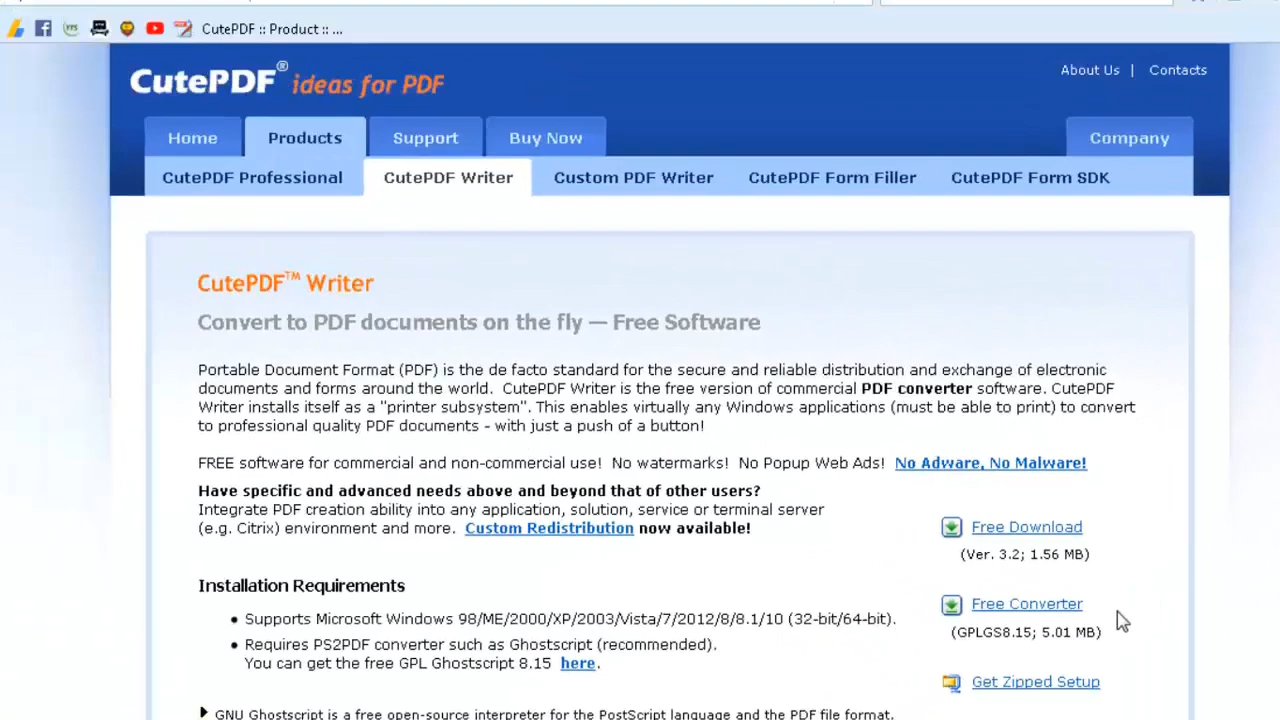 CutePDF :: Product :: ...
CutePDF® ideas for PDF
About Us | Contacts
Home Products Support Buy Now Company
CutePDF Professional CutePDF Writer Custom PDF Writer CutePDF Form Filler CutePDF Form SDK
CutePDF™ Writer
Convert to PDF documents on the fly — Free Software
Portable Document Format (PDF) is the de facto standard for the secure and reliable distribution and exchange of electronic
documents and forms around the world. CutePDF Writer is the free version of commercial PDF converter software. CutePDF
Writer installs itself as a "printer subsystem". This enables virtually any Windows applications (must be able to print) to convert
to professional quality PDF documents - with just a push of a button!
FREE software for commercial and non-commercial use! No watermarks! No Popup Web Ads! No Adware, No Malware!
Have specific and advanced needs above and beyond that of other users?
Integrate PDF creation ability into any application, solution, service or terminal server
(e.g. Citrix) environment and more. Custom Redistribution now available!
Free Download
(Ver. 3.2; 1.56 MB)
Installation Requirements
Free Converter
(GPLGS8.15; 5.01 MB)
• Supports Microsoft Windows 98/ME/2000/XP/2003/Vista/7/2012/8/8.1/10 (32-bit/64-bit).
• Requires PS2PDF converter such as Ghostscript (recommended).
You can get the free GPL Ghostscript 8.15 here.
Get Zipped Setup
GNU Ghostscript is a free open-source interpreter for the PostScript language and the PDF file format.